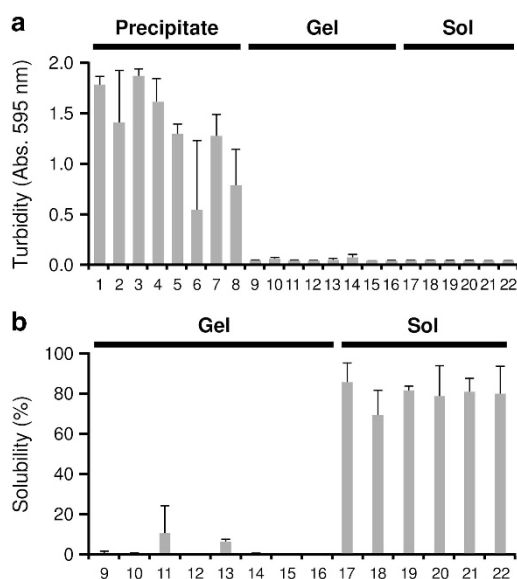 a
Precipitate Gel Sol
Turbidity (Abs. 595 nm)
2.0
1.5
1.0
0.5
0.0
1 2 3 4 5 6 7 8 9 10 11 12 13 14 15 16 17 18 19 20 21 22
b
Gel Sol
Solubility (%)
100
80
60
40
20
0
9 10 11 12 13 14 15 16 17 18 19 20 21 22